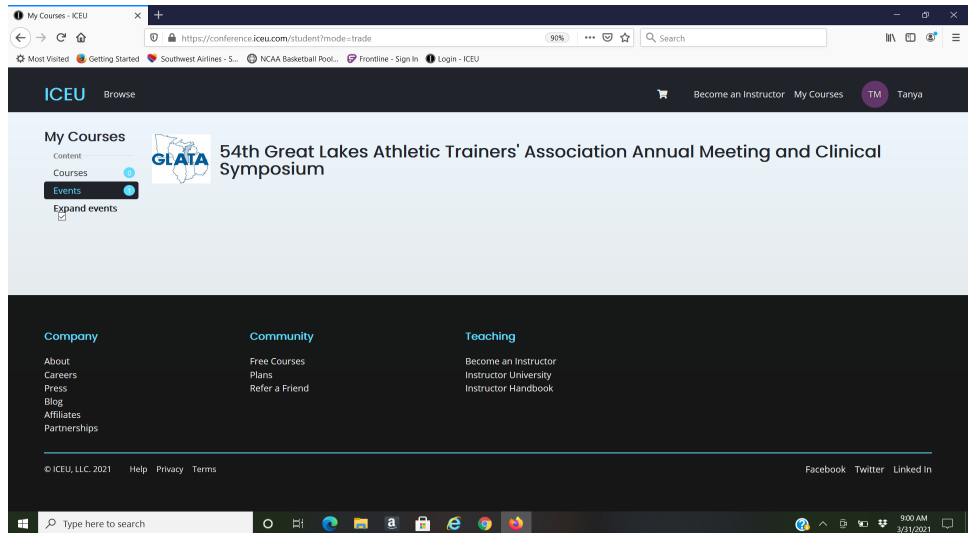 My Courses - ICEU
https://conference.iceu.com/student?mode=trade
90%
Search
Most Visited
Getting Started
Southwest Airlines - S...
NCAA Basketball Pool...
Frontline - Sign In
Login - ICEU
ICEU
Browse
Become an Instructor
My Courses
TM
Tanya
My Courses
Content
Courses
0
Events
1
Expand events
GLATA
54th Great Lakes Athletic Trainers' Association Annual Meeting and Clinical
Symposium
Company
About
Careers
Press
Blog
Affiliates
Partnerships
Community
Free Courses
Plans
Refer a Friend
Teaching
Become an Instructor
Instructor University
Instructor Handbook
© ICEU, LLC. 2021
Help
Privacy
Terms
Facebook
Twitter
Linked In
Type here to search
9:00 AM
3/31/2021